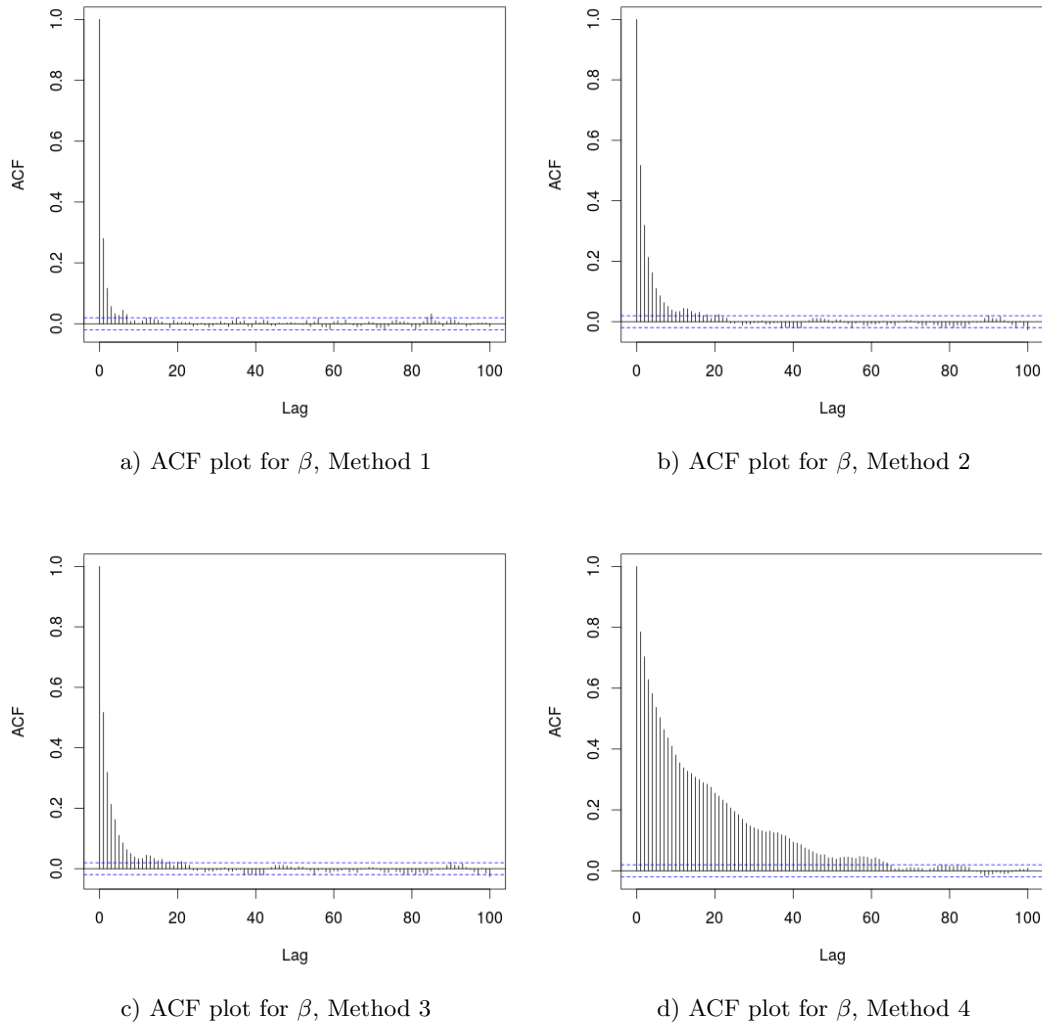 ACF
0.0 0.2 0.4 0.6 0.8 1.0
0 20 40 60 80 100
Lag
a) ACF plot for β, Method 1
ACF
0.0 0.2 0.4 0.6 0.8 1.0
0 20 40 60 80 100
Lag
b) ACF plot for β, Method 2
ACF
0.0 0.2 0.4 0.6 0.8 1.0
0 20 40 60 80 100
Lag
c) ACF plot for β, Method 3
ACF
0.0 0.2 0.4 0.6 0.8 1.0
0 20 40 60 80 100
Lag
d) ACF plot for β, Method 4